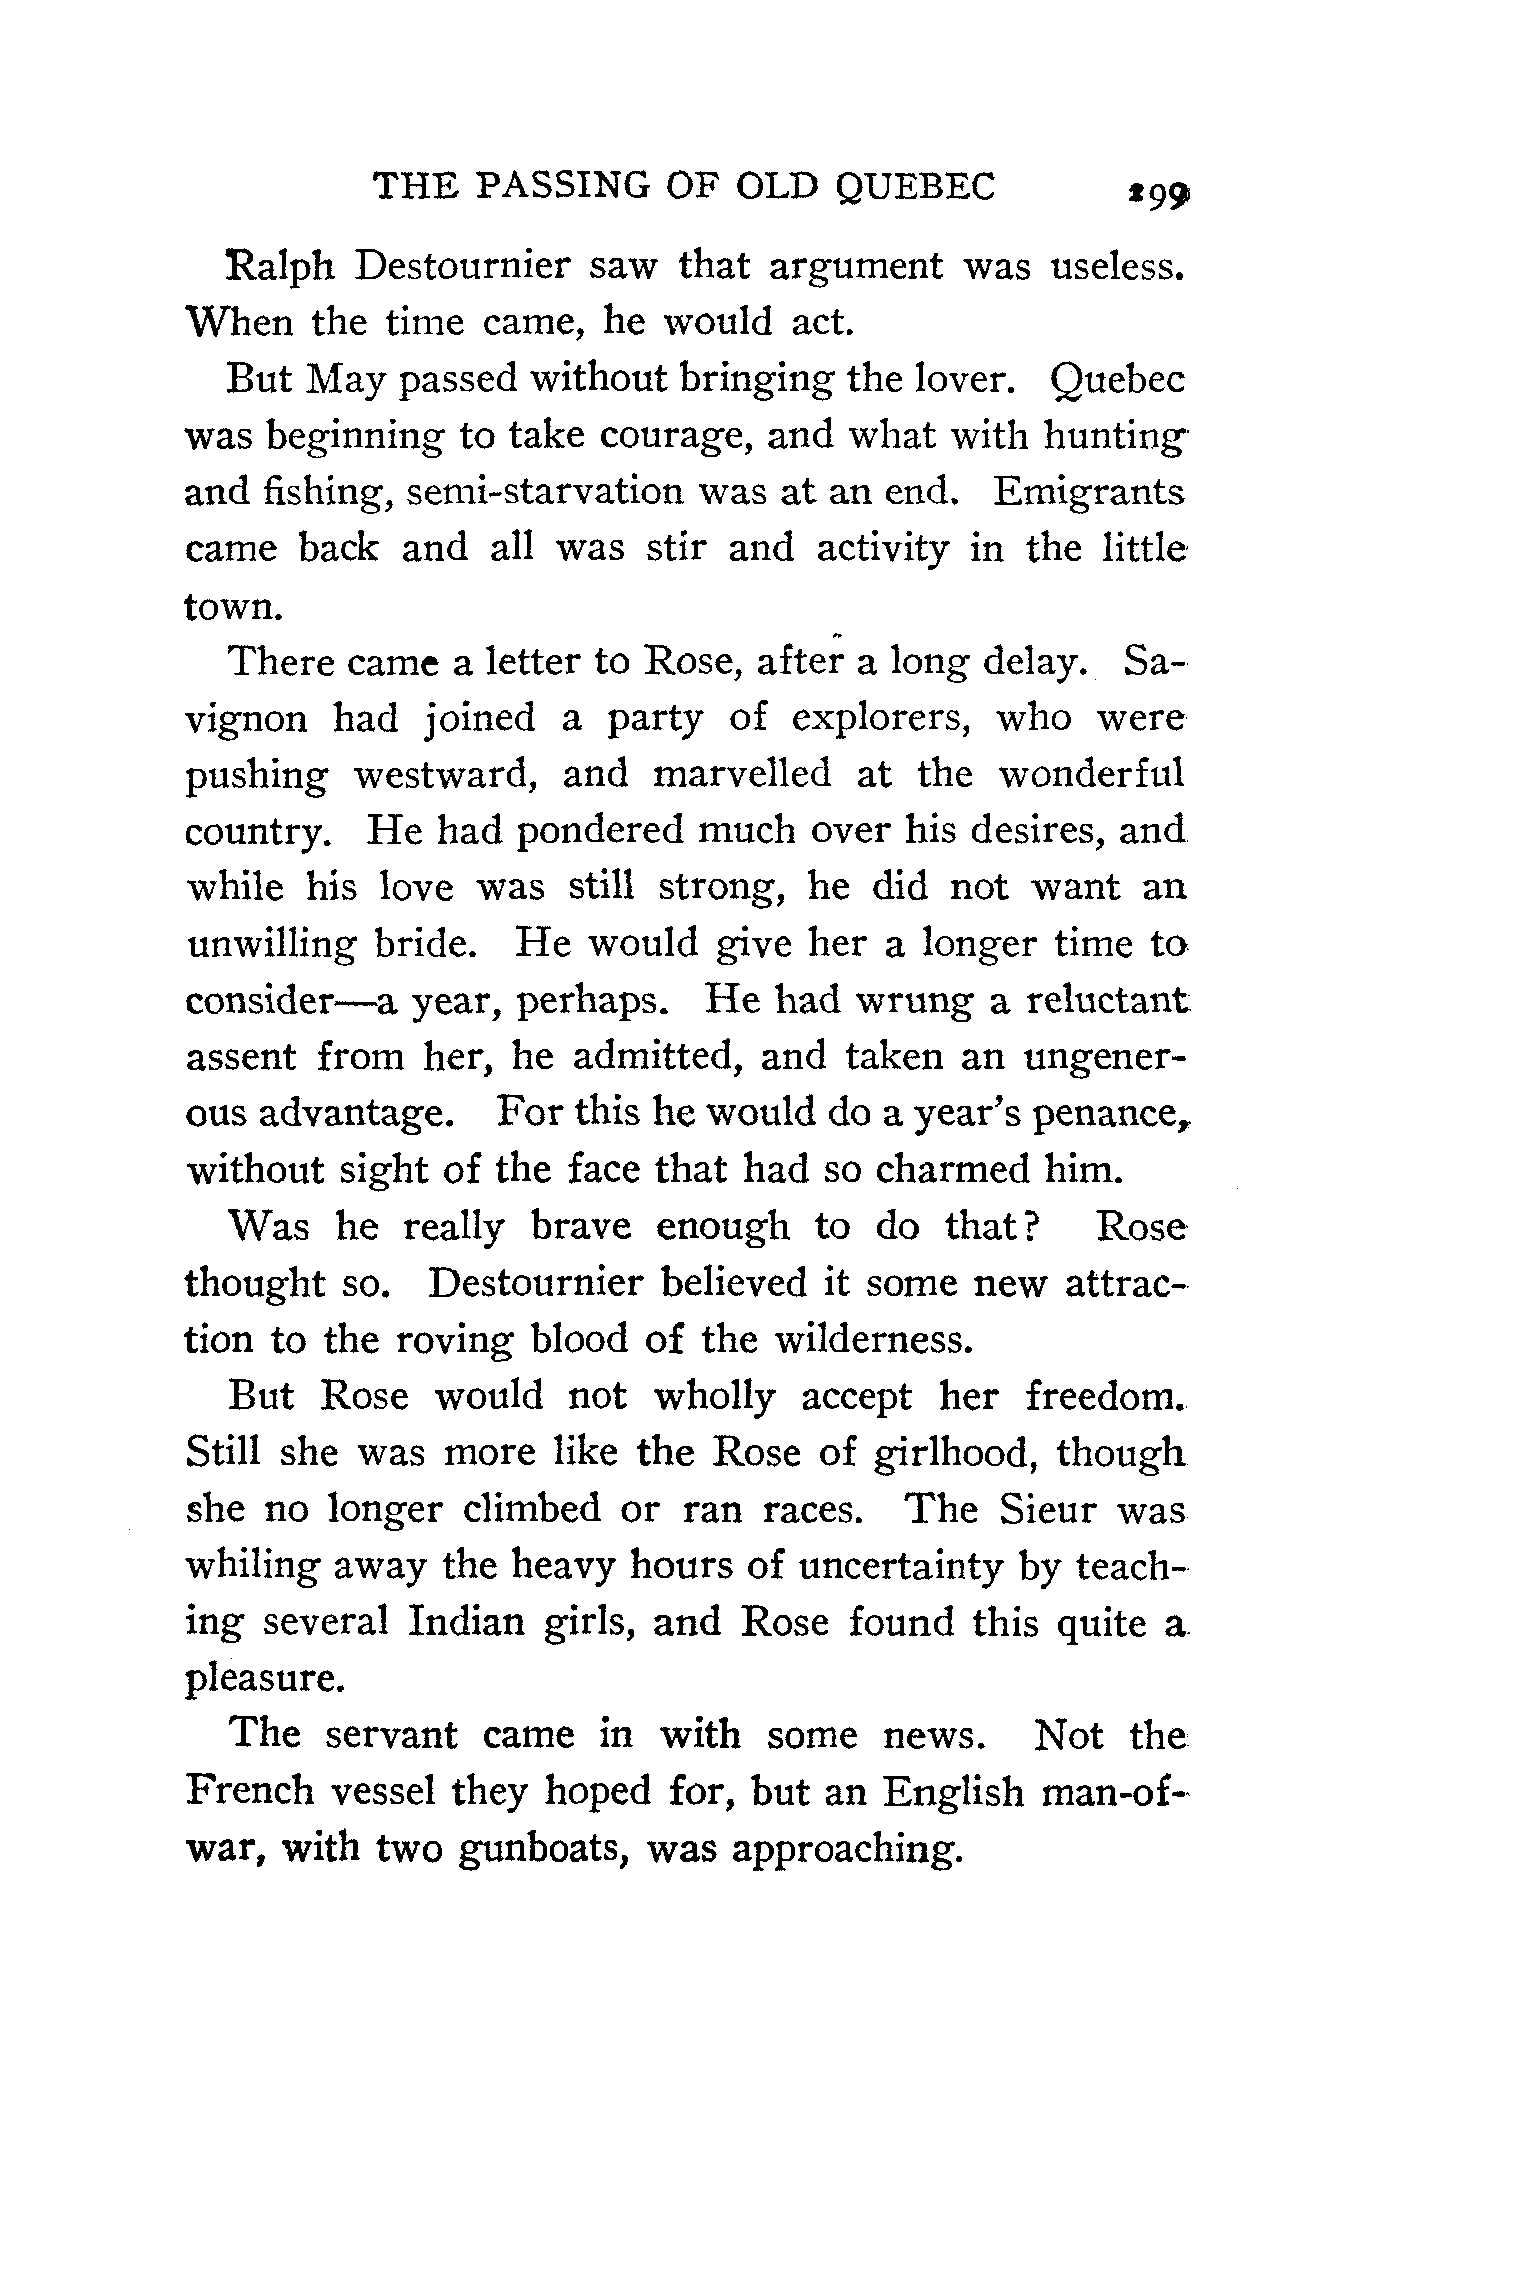 THE PASSING OF OLD QUEBEC 199
Ralph Destournier saw that argument was useless.
When the time came, he would act.
But May passed without bringing the lover. Quebec
was beginning to take courage, and what with hunting
and fishing, semi-starvation was at an end. Emigrants
came back and all was stir and activity in the little
town.
There came a letter to Rose, after a long delay. Sa-
vignon had joined a party of explorers, who were
pushing westward, and marvelled at the wonderful
country. He had pondered much over his desires, and
while his love was still strong, he did not want an
unwilling bride. He would give her a longer time to
consider—a year, perhaps. He had wrung a reluctant
assent from her, he admitted, and taken an ungener-
ous advantage. For this he would do a year's penance,
without sight of the face that had so charmed him.
Was he really brave enough to do that? Rose
thought so. Destournier believed it some new attrac-
tion to the roving blood of the wilderness.
But Rose would not wholly accept her freedom.
Still she was more like the Rose of girlhood, though
she no longer climbed or ran races. The Sieur was
whiling away the heavy hours of uncertainty by teach-
ing several Indian girls, and Rose found this quite a
pleasure.
The servant came in with some news. Not the
French vessel they hoped for, but an English man-of-
war, with two gunboats, was approaching.